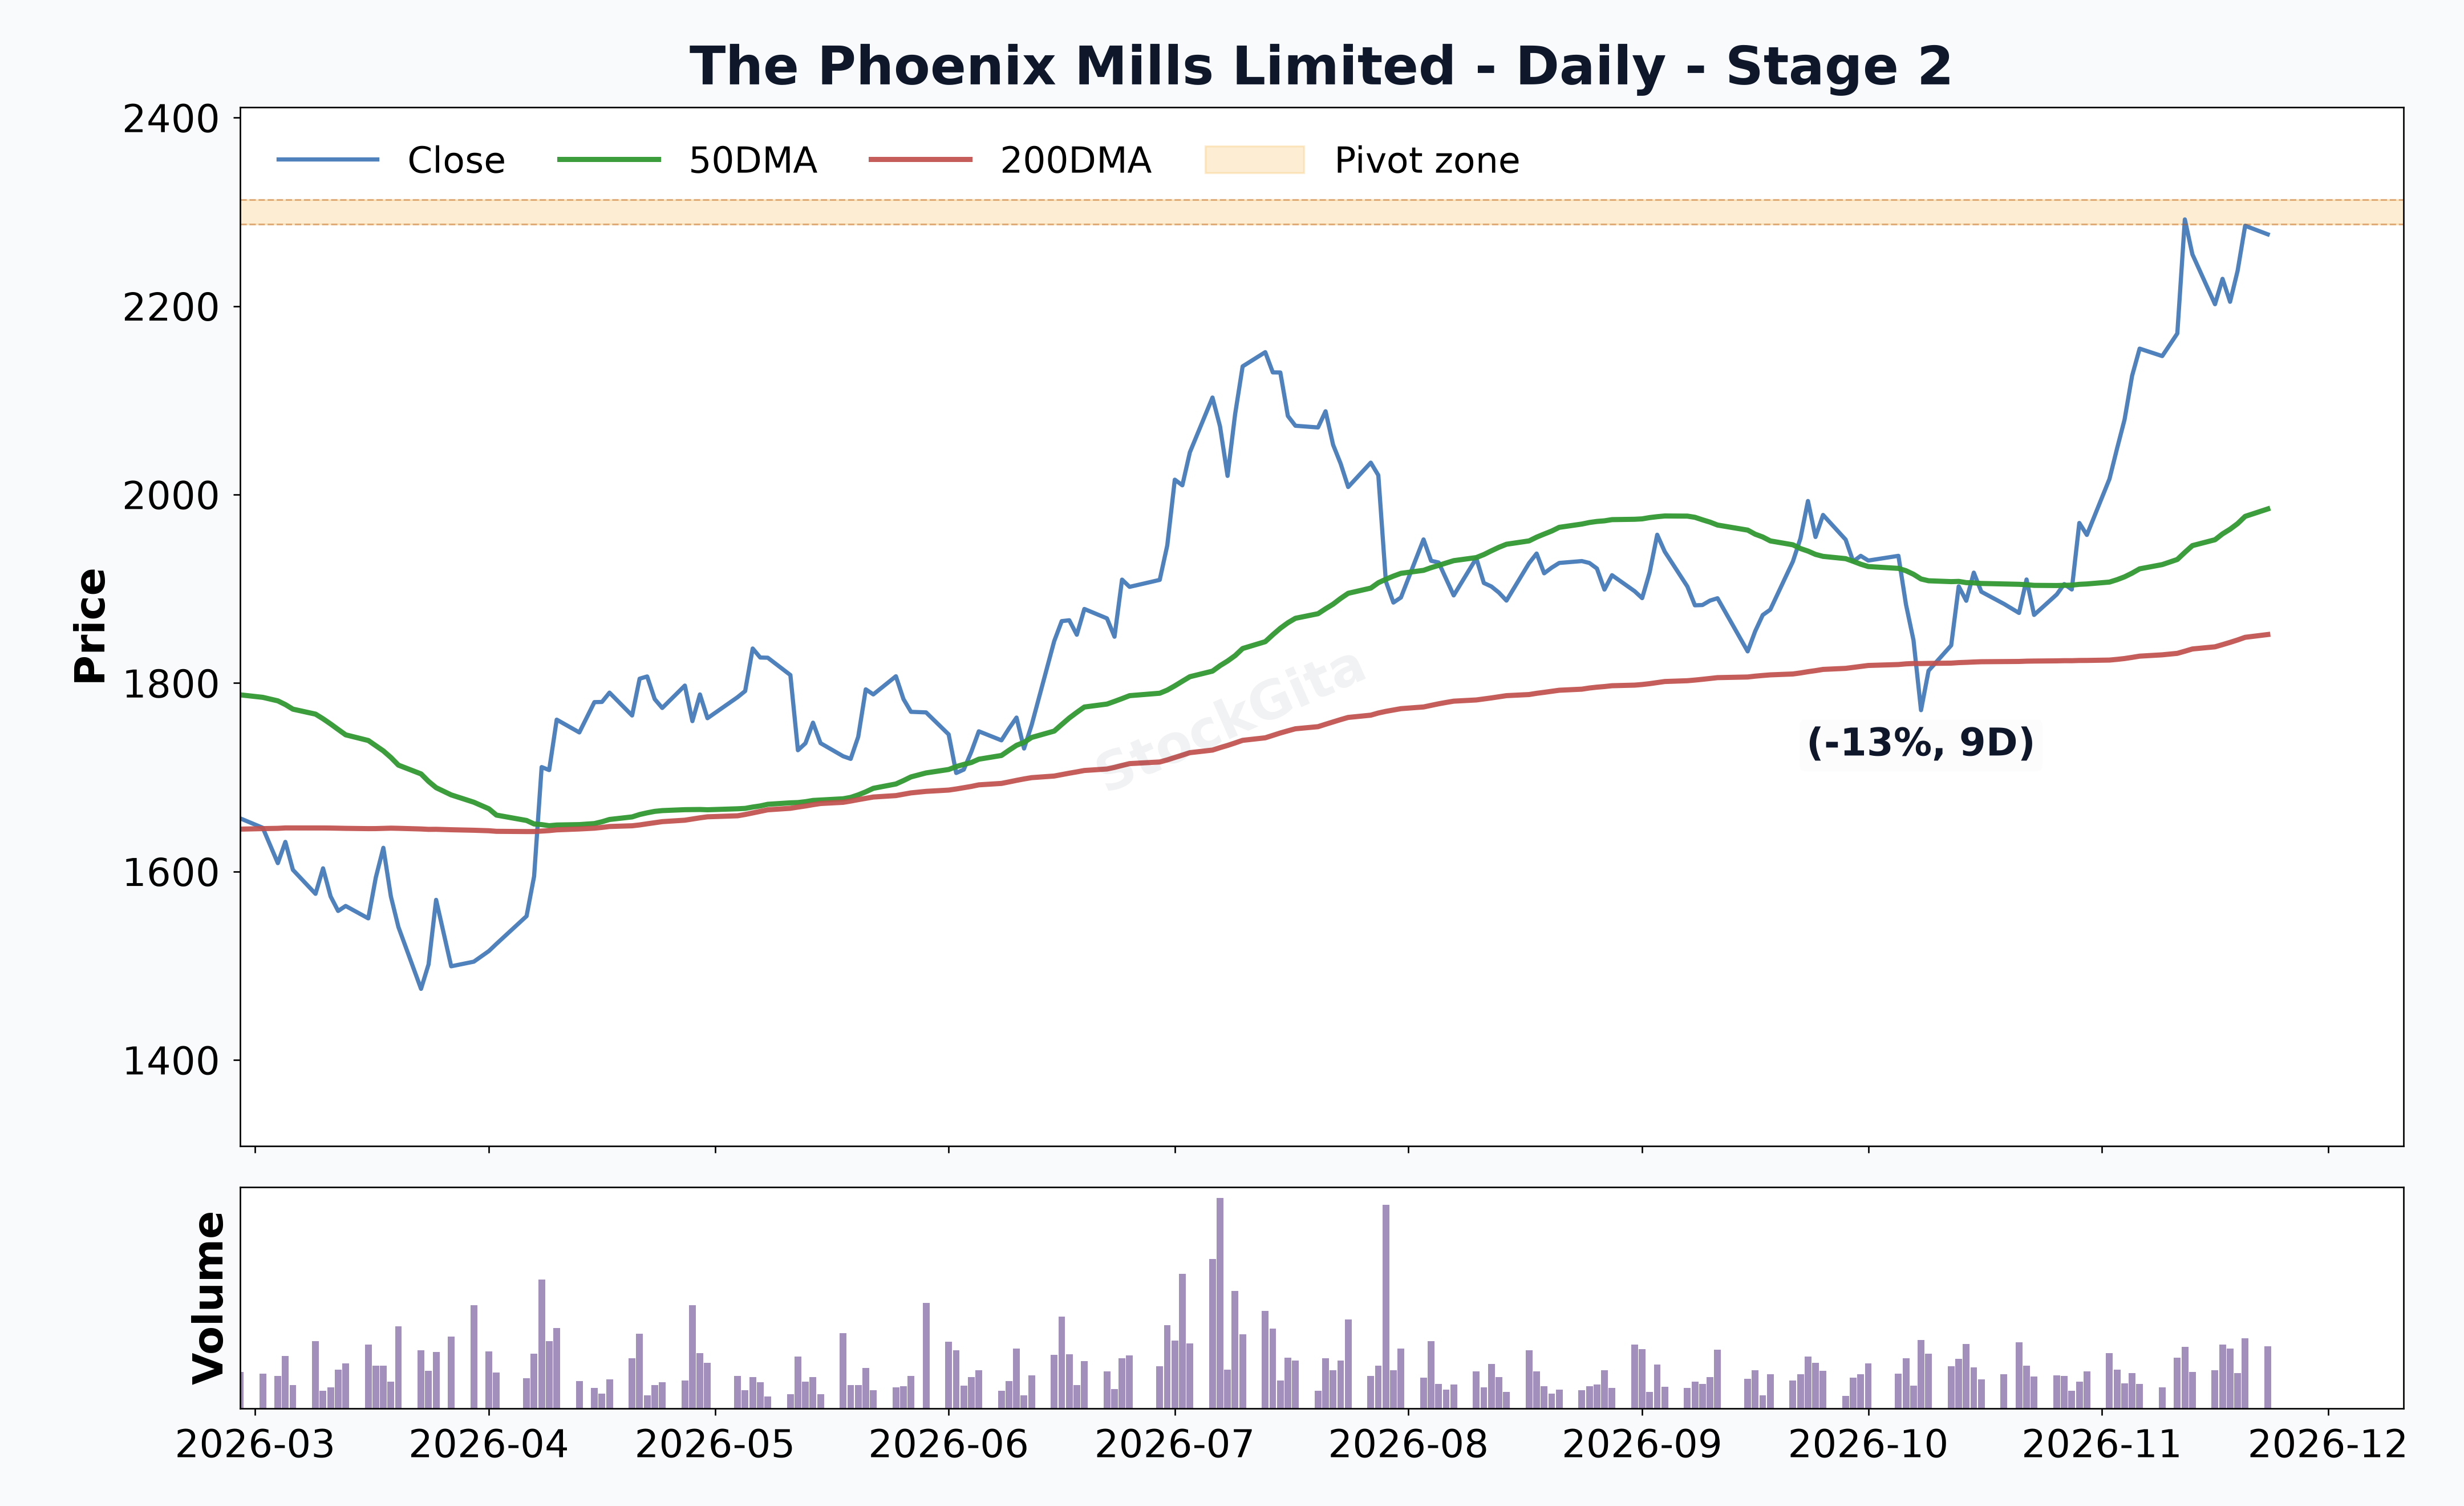 The Phoenix Mills Limited - Daily - Stage 2
Close 50DMA 200DMA Pivot zone
2400
2200
2000
1800
1600
1400
Price
StockGita
(-13%, 9D)
Volume
2026-03 2026-04 2026-05 2026-06 2026-07 2026-08 2026-09 2026-10 2026-11 2026-12